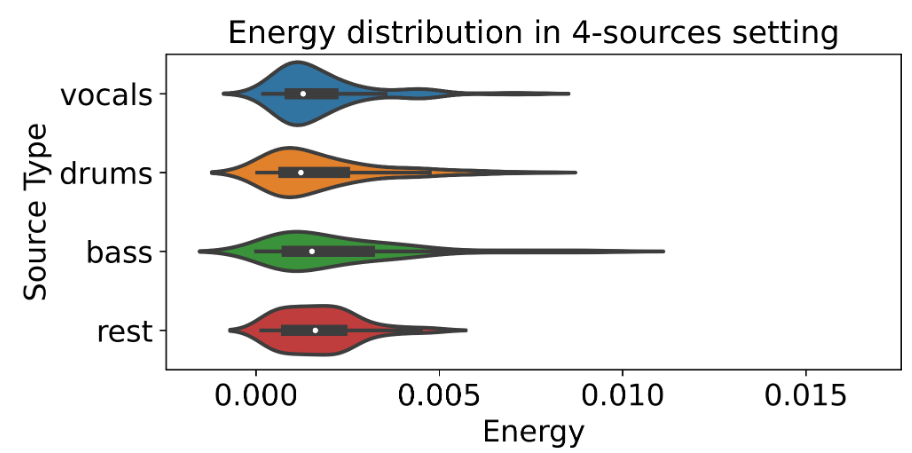 Energy distribution in 4-sources setting
Source Type
vocals
drums
bass
rest
0.000 0.005 0.010 0.015
Energy